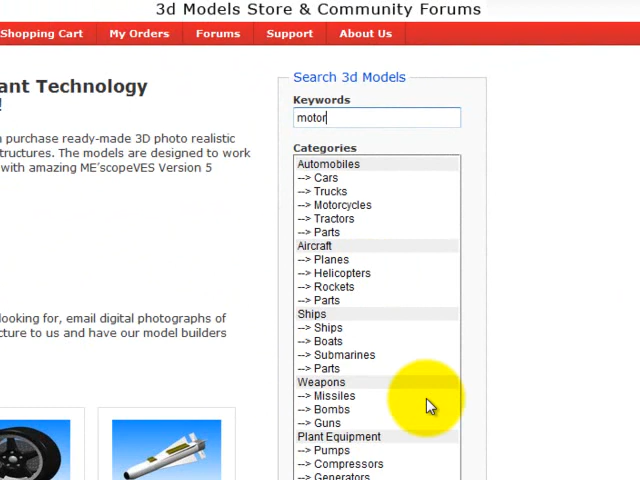 3d Models Store & Community Forums
Shopping Cart My Orders Forums Support About Us
ant Technology
!
purchase ready-made 3D photo realistic
tructures. The models are designed to work
with amazing ME'scopeVES Version 5
looking for, email digital photographs of
cture to us and have our model builders
Search 3d Models
Keywords
motor
Categories
Automobiles
--> Cars
--> Trucks
--> Motorcycles
--> Tractors
--> Parts
Aircraft
--> Planes
--> Helicopters
--> Rockets
--> Parts
Ships
--> Ships
--> Boats
--> Submarines
--> Parts
Weapons
--> Missiles
--> Bombs
--> Guns
Plant Equipment
--> Pumps
--> Compressors
--> Generators